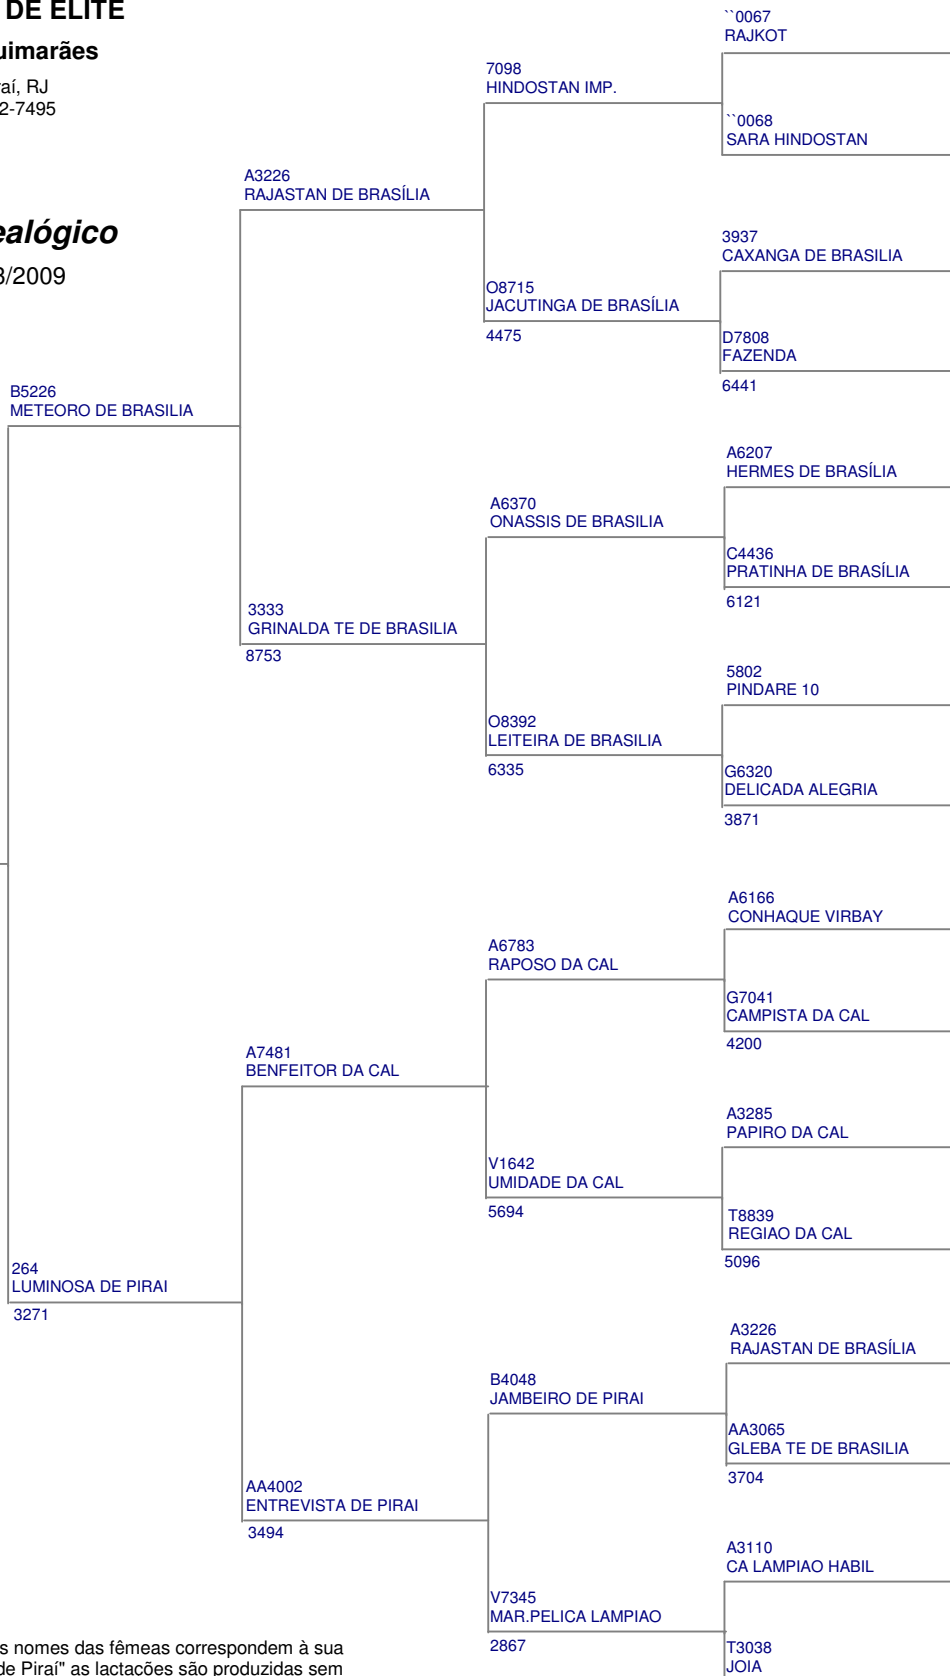 DE ELITE
uimarães
aí, RJ
2-7495
ealógico
3/2009
``0067
RAJKOT
7098
HINDOSTAN IMP.
``0068
SARA HINDOSTAN
A3226
RAJASTAN DE BRASÍLIA
3937
CAXANGA DE BRASILIA
O8715
JACUTINGA DE BRASÍLIA
4475
D7808
FAZENDA
6441
B5226
METEORO DE BRASILIA
A6207
HERMES DE BRASÍLIA
A6370
ONASSIS DE BRASILIA
C4436
PRATINHA DE BRASÍLIA
6121
3333
GRINALDA TE DE BRASILIA
8753
5802
PINDARE 10
O8392
LEITEIRA DE BRASILIA
6335
G6320
DELICADA ALEGRIA
3871
A6166
CONHAQUE VIRBAY
A6783
RAPOSO DA CAL
G7041
CAMPISTA DA CAL
4200
A7481
BENFEITOR DA CAL
A3285
PAPIRO DA CAL
V1642
UMIDADE DA CAL
5694
T8839
REGIAO DA CAL
5096
264
LUMINOSA DE PIRAI
3271
A3226
RAJASTAN DE BRASÍLIA
B4048
JAMBEIRO DE PIRAI
AA3065
GLEBA TE DE BRASILIA
3704
AA4002
ENTREVISTA DE PIRAI
3494
A3110
CA LAMPIAO HABIL
V7345
MAR.PELICA LAMPIAO
2867
T3038
JOIA
s nomes das fêmeas correspondem à sua
de Piraí" as lactações são produzidas sem